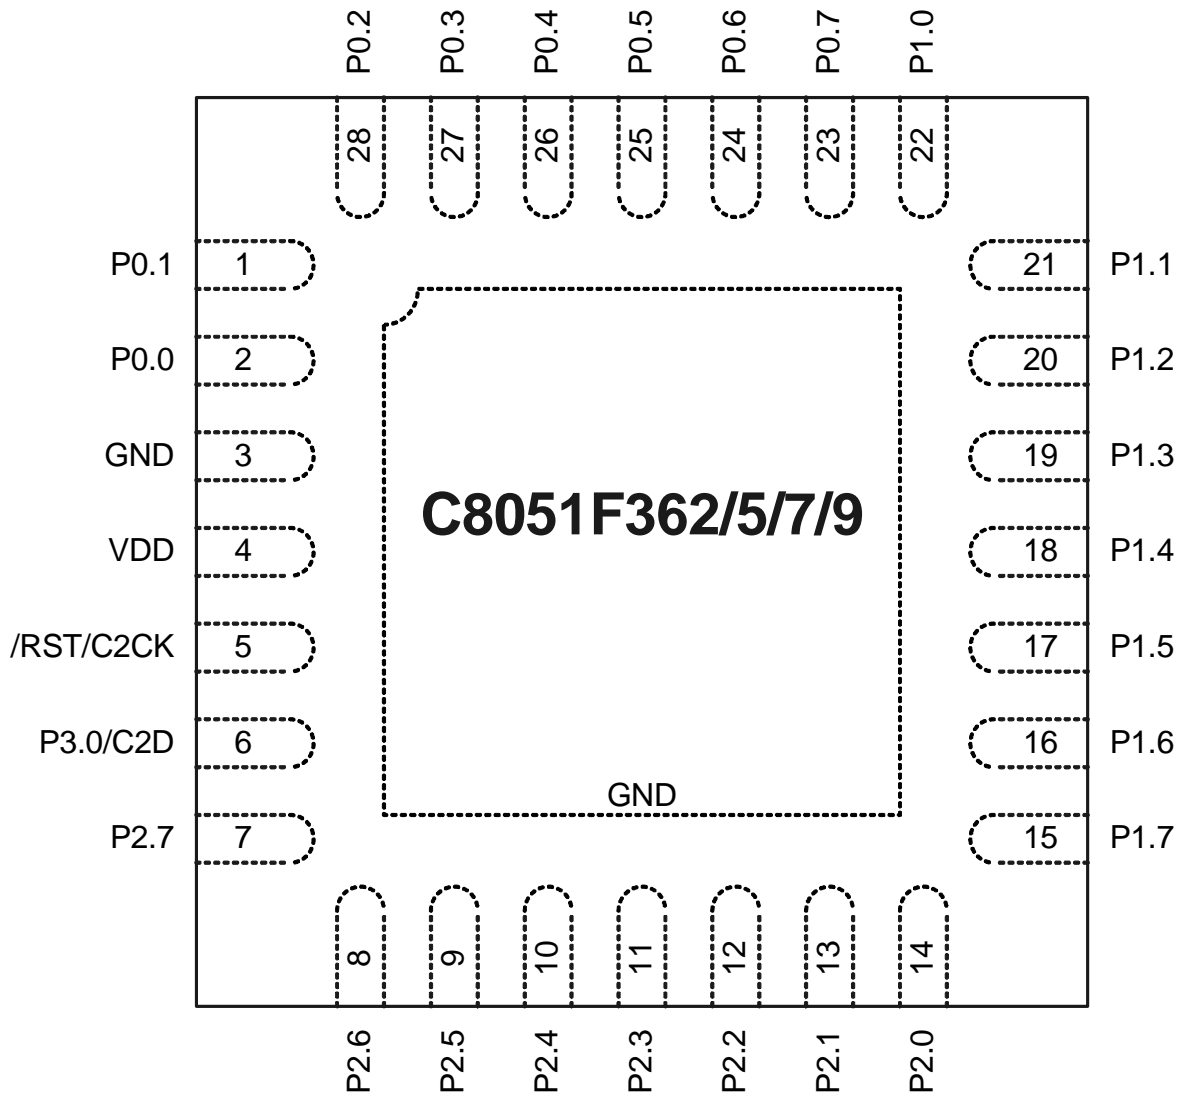 P0.2 P0.3 P0.4 P0.5 P0.6 P0.7 P1.0
28 27 26 25 24 23 22
P0.1 1 21 P1.1
P0.0 2 20 P1.2
GND 3 19 P1.3
C8051F362/5/7/9
VDD 4 18 P1.4
/RST/C2CK 5 17 P1.5
P3.0/C2D 6 16 P1.6
GND
P2.7 7 15 P1.7
8 9 10 11 12 13 14
P2.6 P2.5 P2.4 P2.3 P2.2 P2.1 P2.0